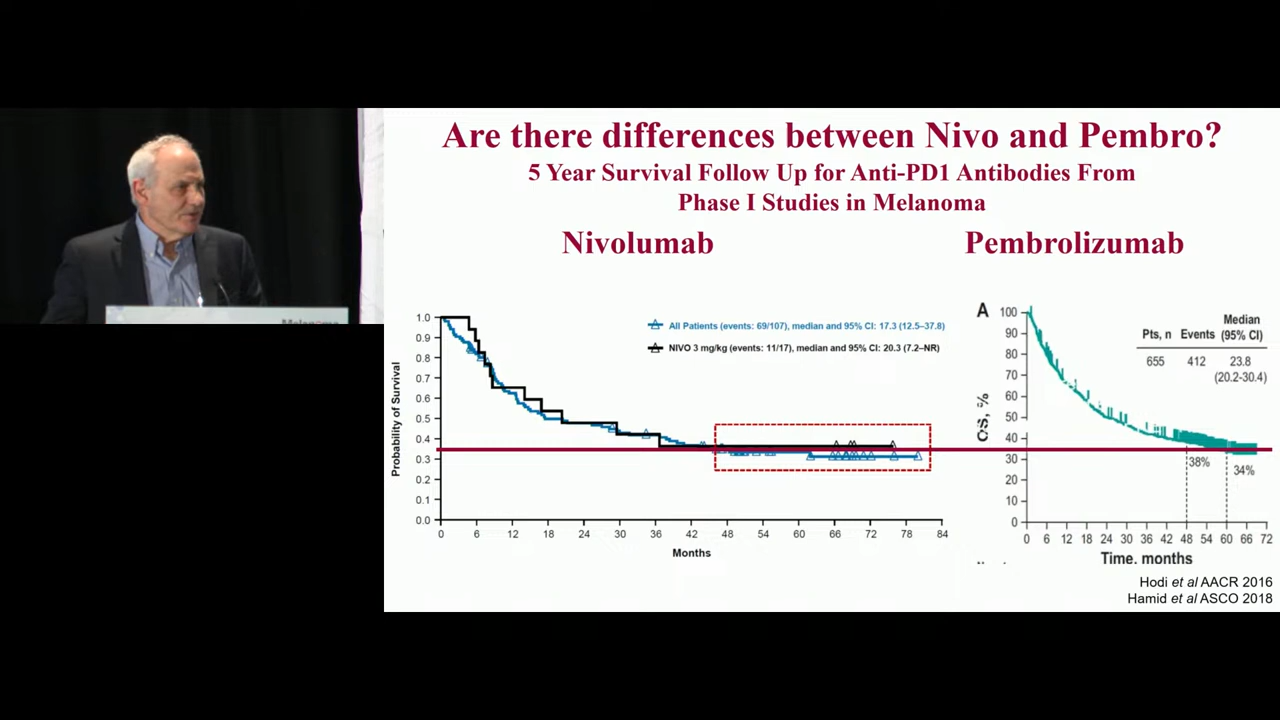 Are there differences between Nivo and Pembro?
5 Year Survival Follow Up for Anti-PD1 Antibodies From
Phase I Studies in Melanoma
Nivolumab
Pembrolizumab
All Patients (events: 69/107), median and 95% CI: 17.3 (12.5–37.8)
NIVO 3 mg/kg (events: 11/17), median and 95% CI: 20.3 (7.2–NR)
Probability of Survival
1.0
0.9
0.8
0.7
0.6
0.5
0.4
0.3
0.2
0.1
0.0
0 6 12 18 24 30 36 42 48 54 60 66 72 78 84
Months
A
Median
Pts, n Events (95% CI)
655 412 23.8
(20.2-30.4)
OS, %
100
90
80
70
60
50
40
30
20
10
0
38%
34%
0 6 12 18 24 30 36 42 48 54 60 66 72
Time, months
Hodi et al AACR 2016
Hamid et al ASCO 2018